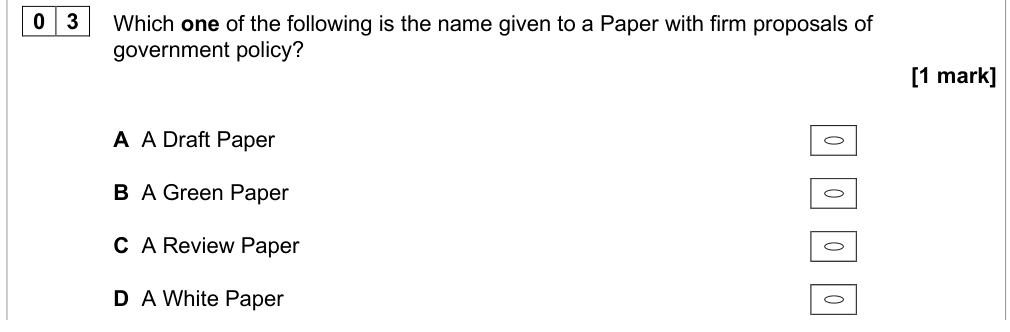 0 3 Which one of the following is the name given to a Paper with firm proposals of
government policy?
[1 mark]
A A Draft Paper
B A Green Paper
C A Review Paper
D A White Paper